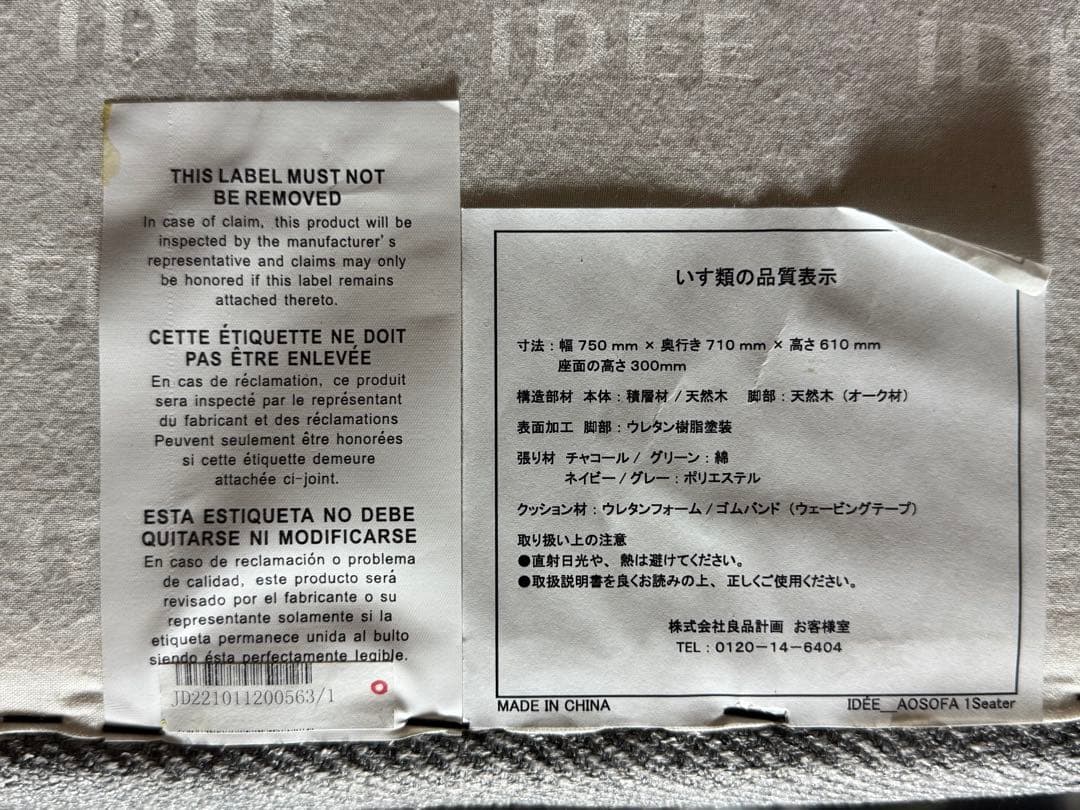 IDEE IDEE ID
THIS LABEL MUST NOT
BE REMOVED
In case of claim, this product will be
inspected by the manufacturer's
representative and claims may only
be honored if this label remains
attached thereto.
CETTE ÉTIQUETTE NE DOIT
PAS ÊTRE ENLEVÉE
En cas de réclamation, ce produit
sera inspecté par le représentant
du fabricant et des réclamations
Peuvent seulement être honorées
si cette étiquette demeure
attachée ci-joint.
ESTA ESTIQUETA NO DEBE
QUITARSE NI MODIFICARSE
En caso de reclamación o problema
de calidad, este producto será
revisado por el fabricante o su
representante solamente si la
etiqueta permanece unida al bulto
siendo ésta perfectamente legible.
JD221011200563/1
いす類の品質表示
寸法：幅 750 mm × 奥行き 710 mm × 高さ 610 mm
座面の高さ 300mm
構造部材 本体：積層材 / 天然木 脚部：天然木（オーク材）
表面加工 脚部：ウレタン樹脂塗装
張り材 チャコール / グリーン：綿
ネイビー / グレー：ポリエステル
クッション材：ウレタンフォーム / ゴムバンド（ウェービングテープ）
取り扱い上の注意
●直射日光や、熱は避けてください。
●取扱説明書を良くお読みの上、正しくご使用ください。
株式会社良品計画 お客様室
TEL：0120－14－6404
MADE IN CHINA
IDÉE__AOSOFA 1Seater